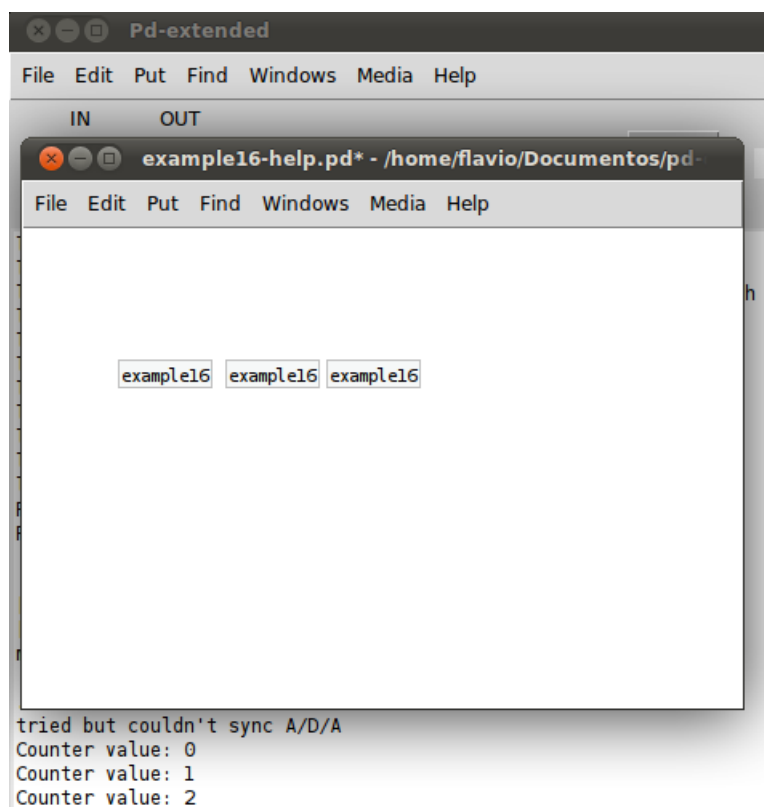 Pd-extended
File Edit Put Find Windows Media Help
IN OUT
example16-help.pd* - /home/flavio/Documentos/pd-
File Edit Put Find Windows Media Help
h
example16 example16 example16
tried but couldn't sync A/D/A
Counter value: 0
Counter value: 1
Counter value: 2